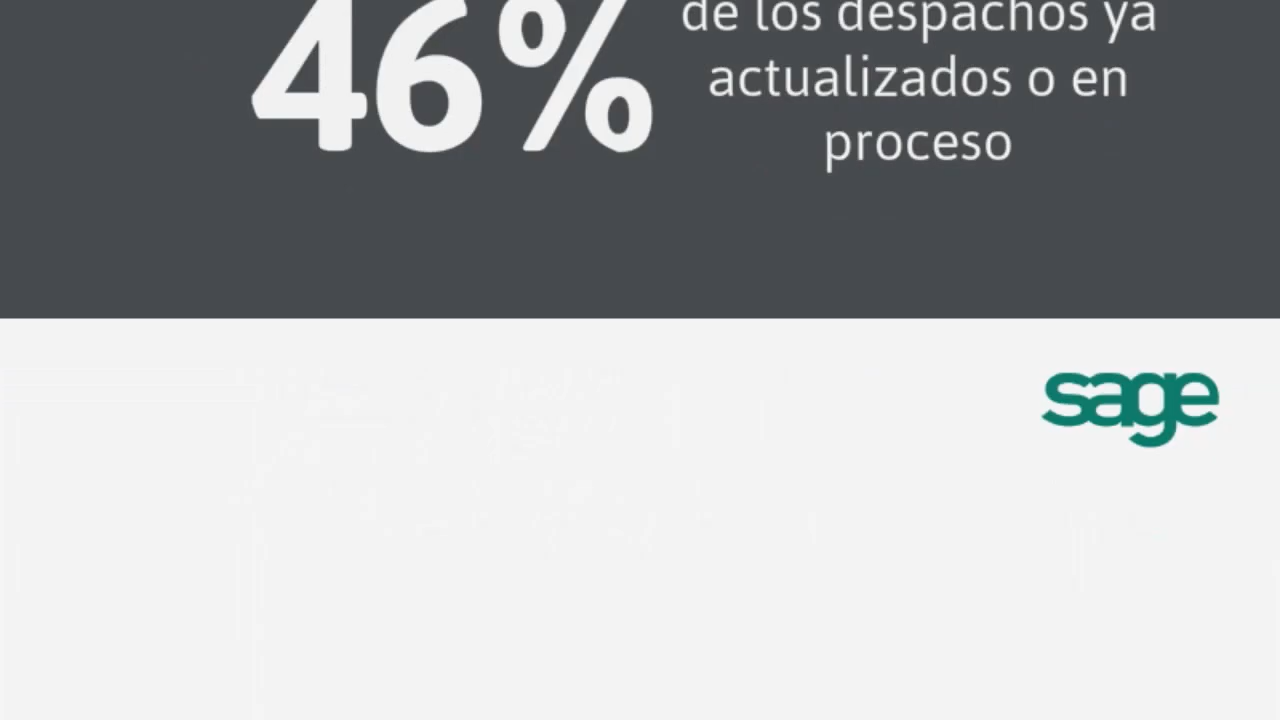 46%
de los despachos ya
actualizados o en
proceso
sage